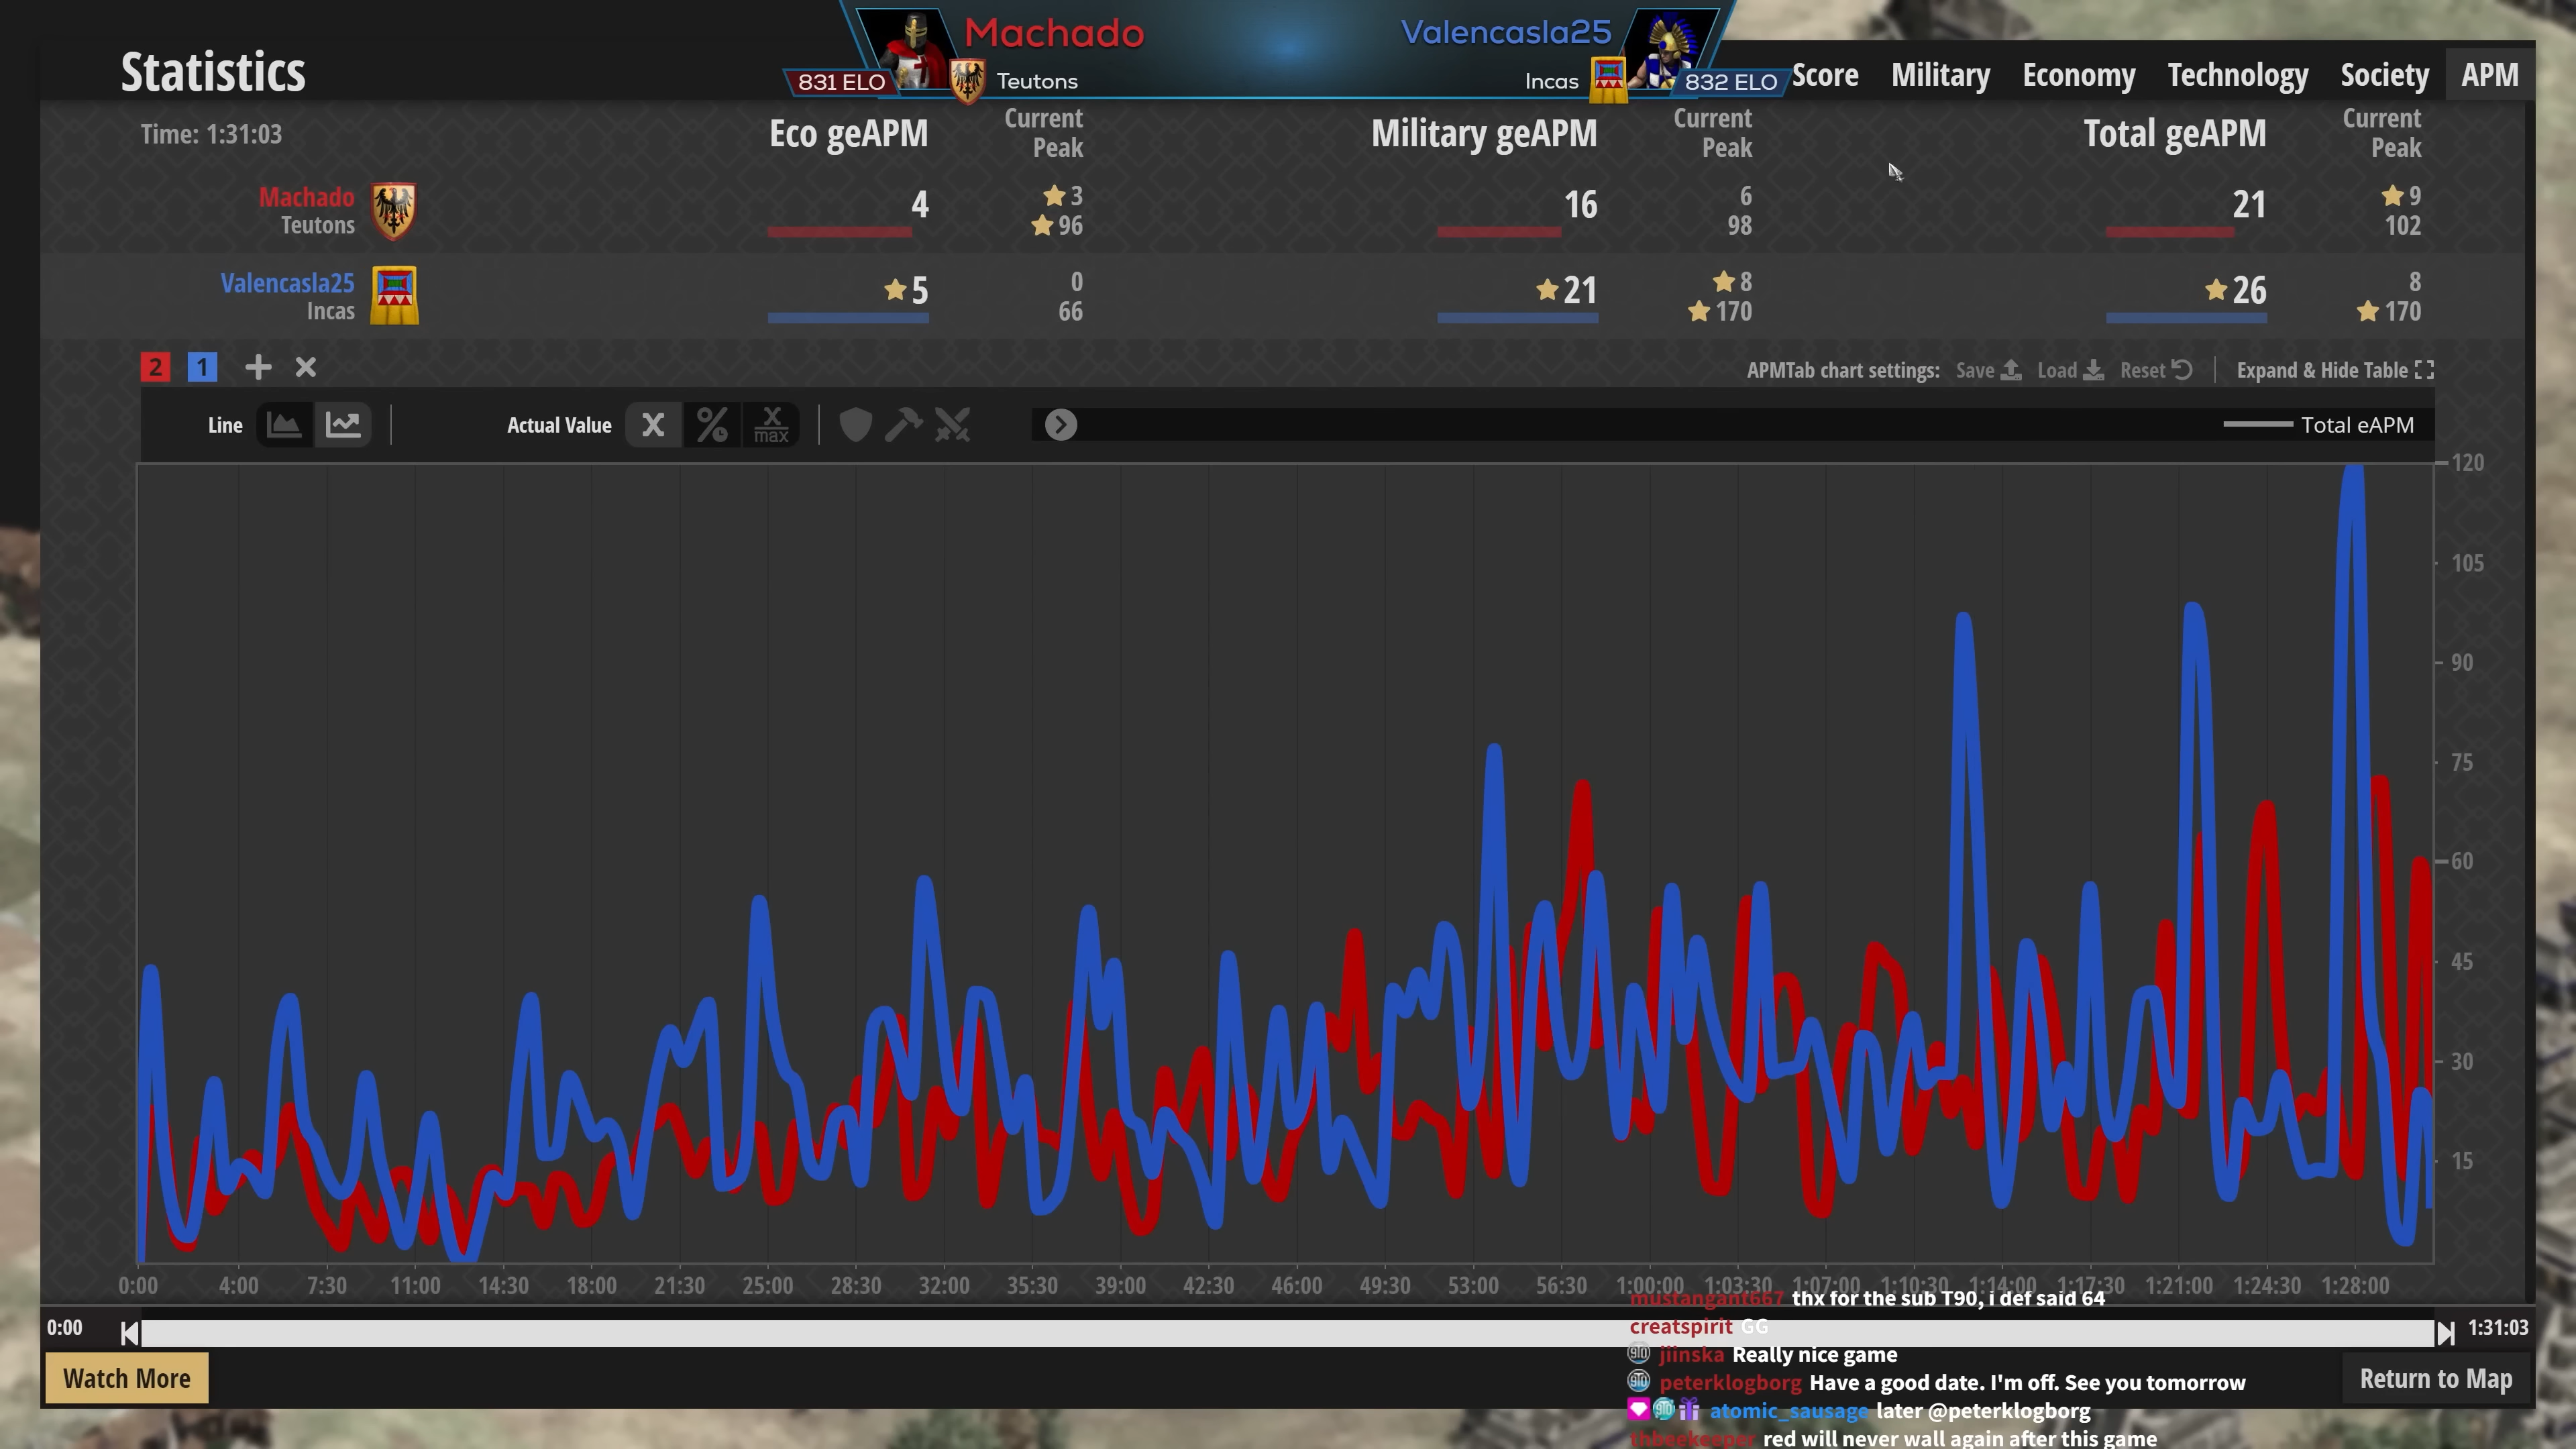 Machado
Valencasla25
831 ELO
Teutons
Incas
832 ELO
Statistics
Score Military Economy Technology Society APM
Time: 1:31:03
Eco geAPM
Current
Peak
Military geAPM
Current
Peak
Total geAPM
Current
Peak
Machado
Teutons
4
3
96
16
6
98
21
9
102
Valencasla25
Incas
5
0
66
21
8
170
26
8
170
2 1
APMTab chart settings: Save Load Reset Expand & Hide Table
Line
Actual Value
X
%
X
max
Total eAPM
120
105
90
75
60
45
30
15
0:00 4:00 7:30 11:00 14:30 18:00 21:30 25:00 28:30 32:00 35:30 39:00 42:30 46:00 49:30 53:00 56:30 1:00:00 1:03:30 1:07:00 1:10:30 1:14:00 1:17:30 1:21:00 1:24:30 1:28:00
mustangant667 thx for the sub T90, i def said 64
0:00
1:31:03
creatspirit GG
jiinska Really nice game
Watch More
peterklogborg Have a good date. I'm off. See you tomorrow
Return to Map
atomic_sausage later @peterklogborg
thbeekeeper red will never wall again after this game